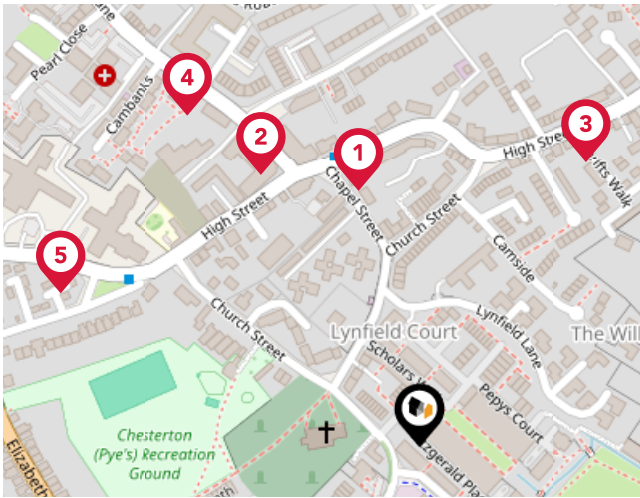 Pearl Close
Cambanks
4
2
1
3
High Street
Chapel Street
High Street
Church Street
5
Camside
Church Street
Lynfield Court
Lynfield Lane
The Will
Scholars
Pepys Court
Chesterton
(Pye's) Recreation
Ground
Elizabeth